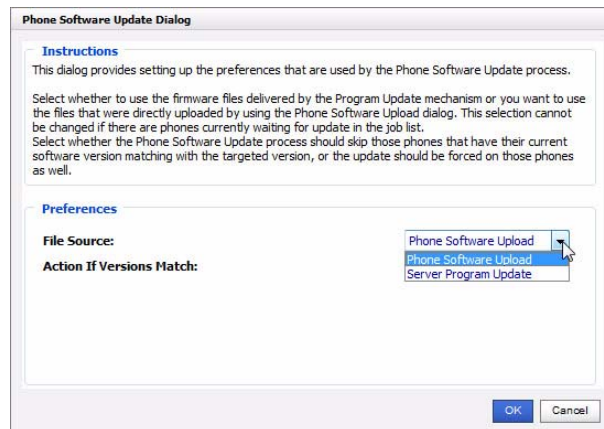 Phone Software Update Dialog
Instructions
This dialog provides setting up the preferences that are used by the Phone Software Update process.
Select whether to use the firmware files delivered by the Program Update mechanism or you want to use
the files that were directly uploaded by using the Phone Software Upload dialog. This selection cannot
be changed if there are phones currently waiting for update in the job list.
Select whether the Phone Software Update process should skip those phones that have their current
software version matching with the targeted version, or the update should be forced on those phones
as well.
Preferences
File Source:
Phone Software Upload
Phone Software Upload
Server Program Update
Action If Versions Match:
OK
Cancel